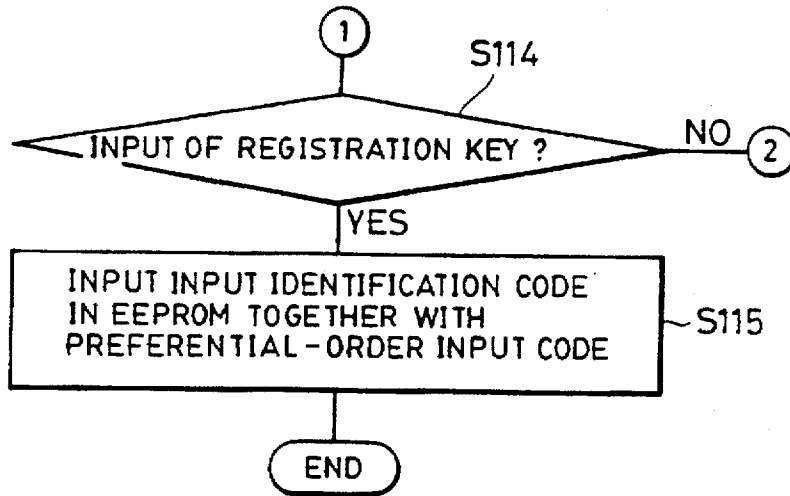 1
S114
INPUT OF REGISTRATION KEY ?
NO
2
YES
INPUT INPUT IDENTIFICATION CODE
IN EEPROM TOGETHER WITH
PREFERENTIAL-ORDER INPUT CODE
S115
END